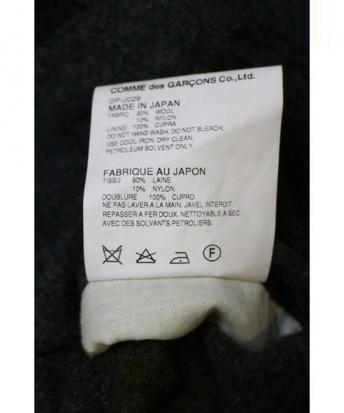 COMME des GARÇONS Co., Ltd.
GP-J029
MADE IN JAPAN
FABRIC 90% WOOL
10% NYLON
LINING 100% CUPRA
DO NOT HAND WASH. DO NOT BLEACH.
USE COOL IRON. DRY CLEAN.
PETROLEUM SOLVENT ONLY.
FABRIQUE AU JAPON
TISSU 90% LAINE
10% NYLON
DOUBLURE 100% CUPRA
NE PAS LAVER A LA MAIN. JAVEL INTERDIT.
REPASSER A FER DOUX. NETTOYABLE A SEC
AVEC DES SOLVANTS PETROLIERS.
F